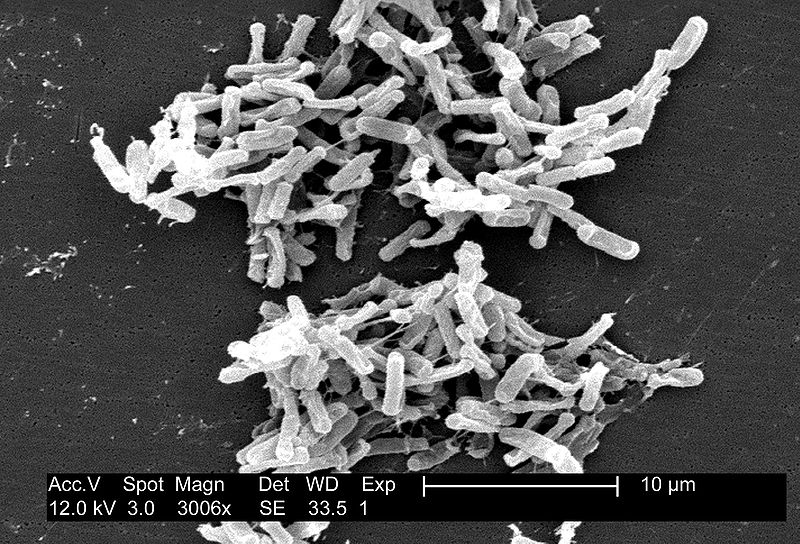 Acc.V Spot Magn Det WD Exp 10 µm
12.0 kV 3.0 3006x SE 33.5 1